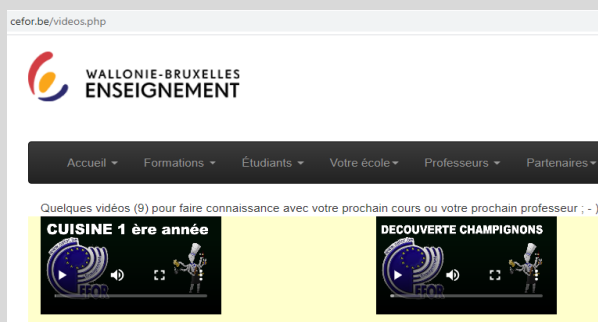 cefor.be/videos.php
WALLONIE-BRUXELLES
ENSEIGNEMENT
Accueil Formations Étudiants Votre école Professeurs Partenaires
Quelques vidéos (9) pour faire connaissance avec votre prochain cours ou votre prochain professeur ; - )
CUISINE 1 ère année DECOUVERTE CHAMPIGNONS